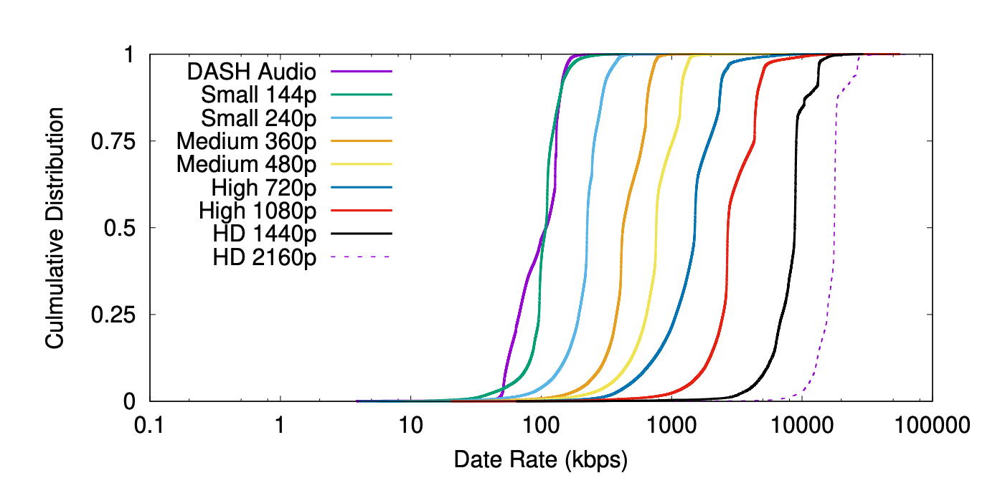 1
DASH Audio
Small 144p
Small 240p
0.75
Medium 360p
Medium 480p
High 720p
High 1080p
0.5
HD 1440p
HD 2160p
0.25
0
Culmulative Distribution
0.1 1 10 100 1000 10000 100000
Date Rate (kbps)